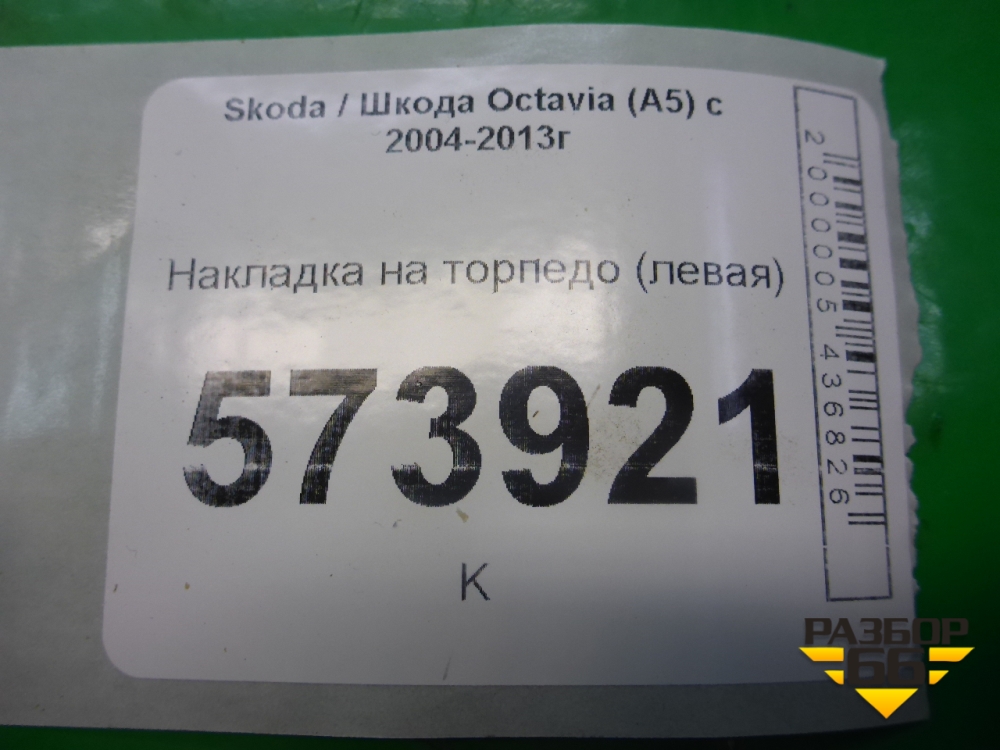 Skoda / Шкода Octavia (A5) с
2004-2013г
Накладка на торпедо (левая)
573921
К
2000005436826
РАЗБОР
66